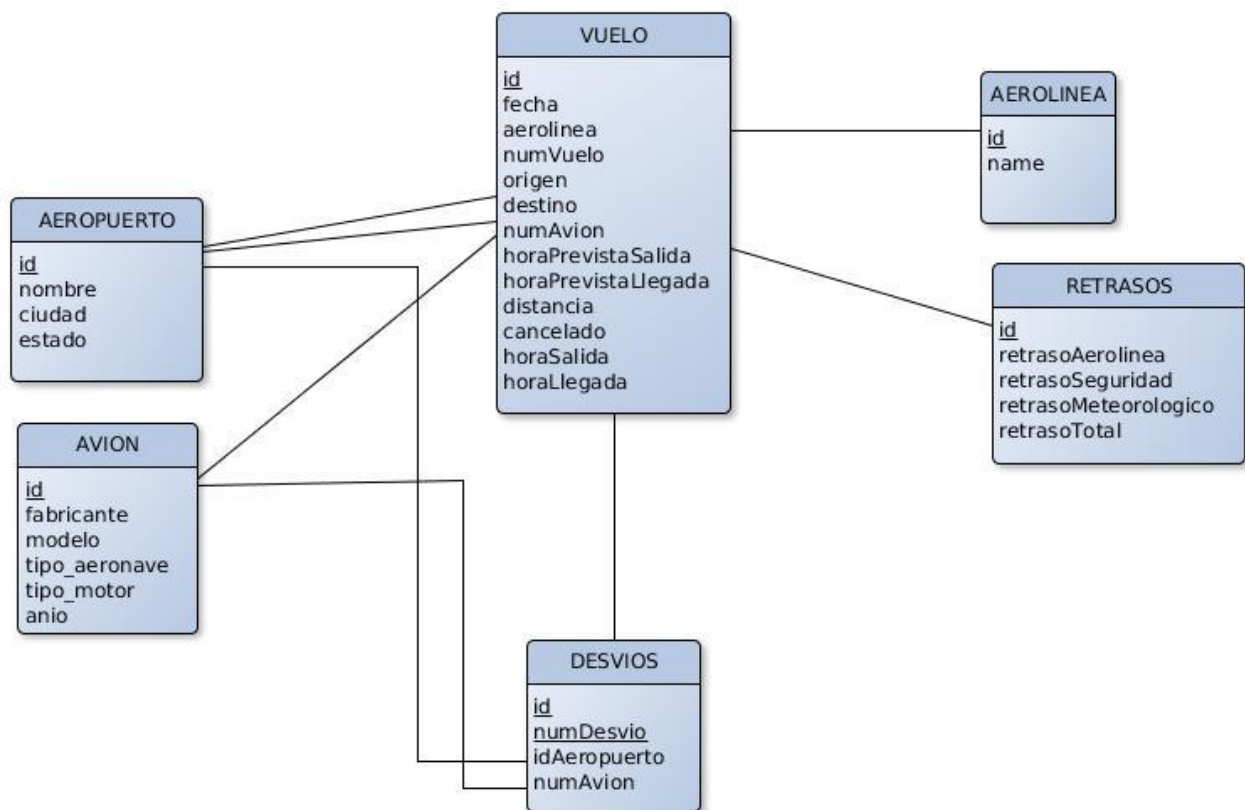 VUELO
id
fecha
aerolinea
numVuelo
origen
destino
numAvion
horaPrevistaSalida
horaPrevistaLlegada
distancia
cancelado
horaSalida
horaLlegada
AEROLINEA
id
name
AEROPUERTO
id
nombre
ciudad
estado
RETRASOS
id
retrasoAerolinea
retrasoSeguridad
retrasoMeteorologico
retrasoTotal
AVION
id
fabricante
modelo
tipo_aeronave
tipo_motor
anio
DESVIOS
id
numDesvio
idAeropuerto
numAvion